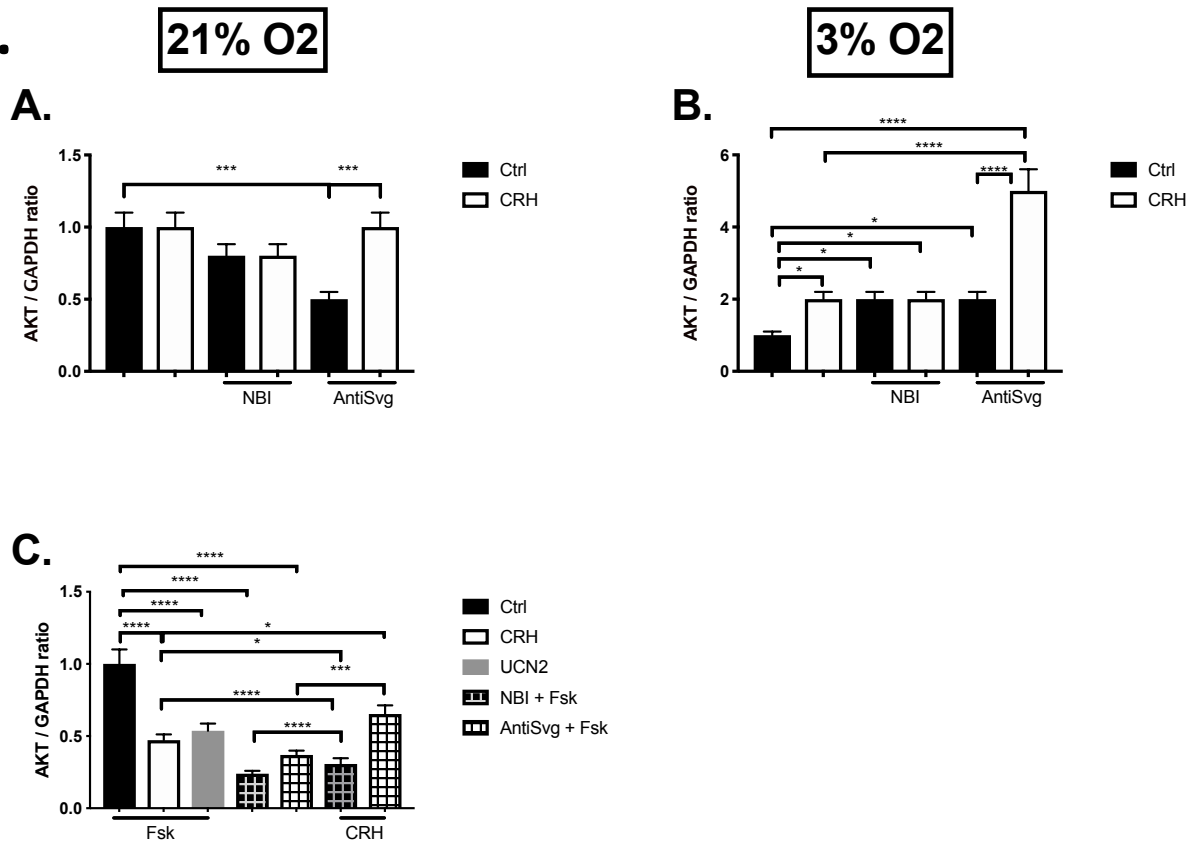 21% O2
3% O2
A.
1.5
1.0
0.5
0.0
AKT / GAPDH ratio
***
***
NBI
AntiSvg
Ctrl
CRH
B.
6
4
2
0
AKT / GAPDH ratio
****
****
****
*
*
*
*
NBI
AntiSvg
Ctrl
CRH
C.
1.5
1.0
0.5
0.0
AKT / GAPDH ratio
****
****
****
****
*
*
***
****
****
Fsk
CRH
Ctrl
CRH
UCN2
NBI + Fsk
AntiSvg + Fsk